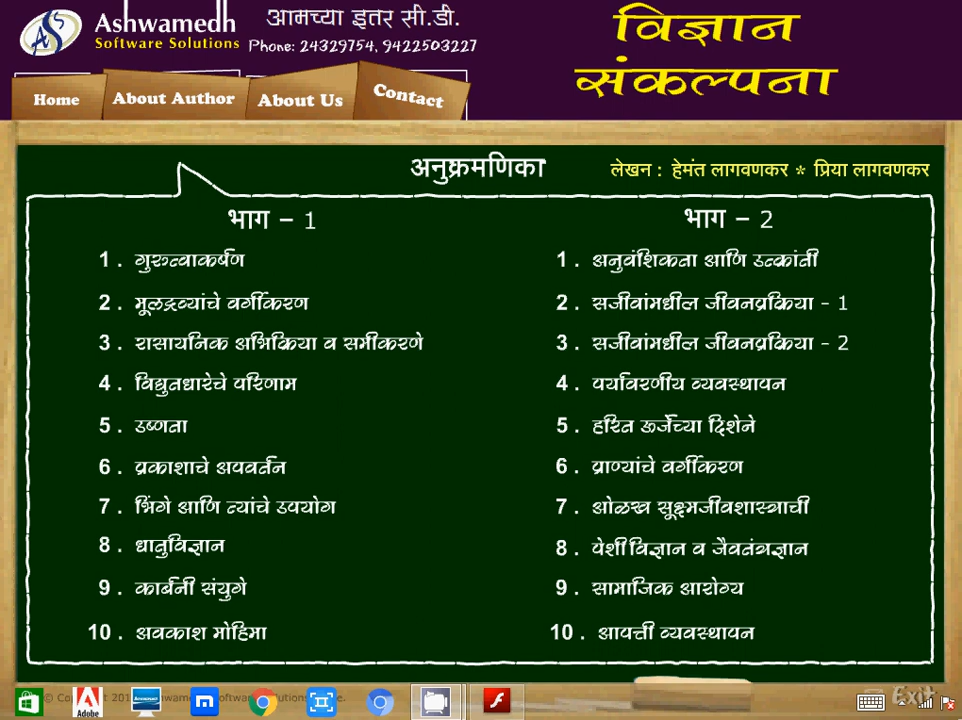 Ashwamedh
Software Solutions
आमच्या इतर सी.डी.
Phone: 24329754, 9422503227
विज्ञान
संकल्पना
Home
About Author
About Us
Contact
अनुक्रमणिका
लेखन : हेमंत लागवणकर * प्रिया लागवणकर
भाग – 1
1 . गुरुत्वाकर्षण
2 . मूलद्रव्यांचे वर्गीकरण
3 . रासायनिक अभिक्रिया व समीकरणे
4 . विद्युतधारेचे परिणाम
5 . उष्णता
6 . प्रकाशाचे अपवर्तन
7 . भिंगे आणि त्यांचे उपयोग
8 . धातुविज्ञान
9 . कार्बनी संयुगे
10 . अवकाश मोहिमा
भाग – 2
1 . अनुवंशिकता आणि उत्क्रांती
2 . सजीवांमधील जीवनप्रक्रिया - 1
3 . सजीवांमधील जीवनप्रक्रिया - 2
4 . पर्यावरणीय व्यवस्थापन
5 . हरित ऊर्जेच्या दिशेने
6 . प्राण्यांचे वर्गीकरण
7 . ओळख सूक्ष्मजीवशास्त्राची
8 . पेशीविज्ञान व जैवतंत्रज्ञान
9 . सामाजिक आरोग्य
10 . आपत्ती व्यवस्थापन
Exit
Adobe